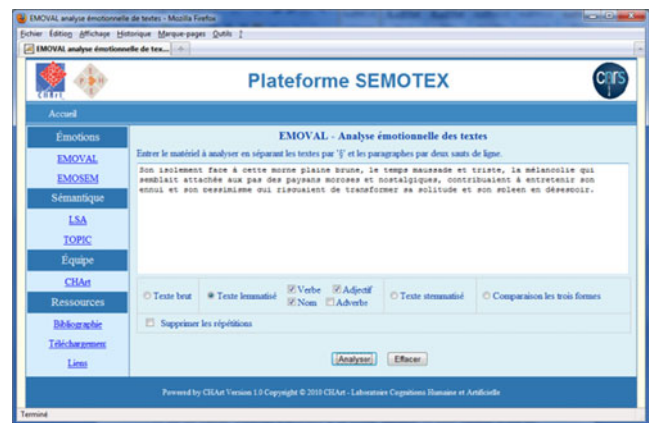 EMOVAL analyse émotionnelle de textes - Mozilla Firefox
Fichier Édition Affichage Historique Marque-pages Outils ?
EMOVAL analyse émotionnelle de tex...
CHArt
Plateforme SEMOTEX
cnrs
Accueil
Émotions
EMOVAL
EMOSEM
Sémantique
LSA
TOPIC
Équipe
CHArt
Ressources
Bibliographie
Téléchargement
Liens
EMOVAL - Analyse émotionnelle des textes
Entrer le matériel à analyser en séparant les textes par '§' et les paragraphes par deux sauts de ligne.
Son isolement face à cette morne plaine brune, le temps maussade et triste, la mélancolie qui
semblait attachée aux pas des paysans moroses et nostalgiques, contribuaient à entretenir son
ennui et son pessimisme qui risquaient de transformer sa solitude et son spleen en désespoir.
Texte brut
Texte lemmatisé
Verbe Adjectif
Nom Adverbe
Texte stemmatisé
Comparaison les trois formes
Supprimer les répétitions
Analyser Effacer
Powered by CHArt Version 1.0 Copyright © 2010 CHArt - Laboratoire Cognitions Humaine et Artificielle
Terminé